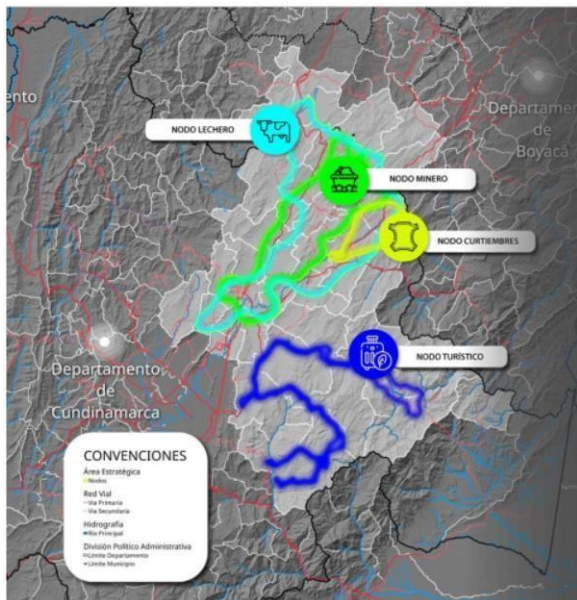 ento
Departamen
de
Boyacá
NODO LECHERO
NODO MINERO
NODO CURTIEMBRES
NODO TURÍSTICO
Departamento
de
Cundinamarca
CONVENCIONES
Área Estratégica
Nodos
Red Vial
Vía Primaria
Vía Secundaria
Hidrografía
Río Principal
División Político Administrativa
Límite Departamento
Límite Municipio